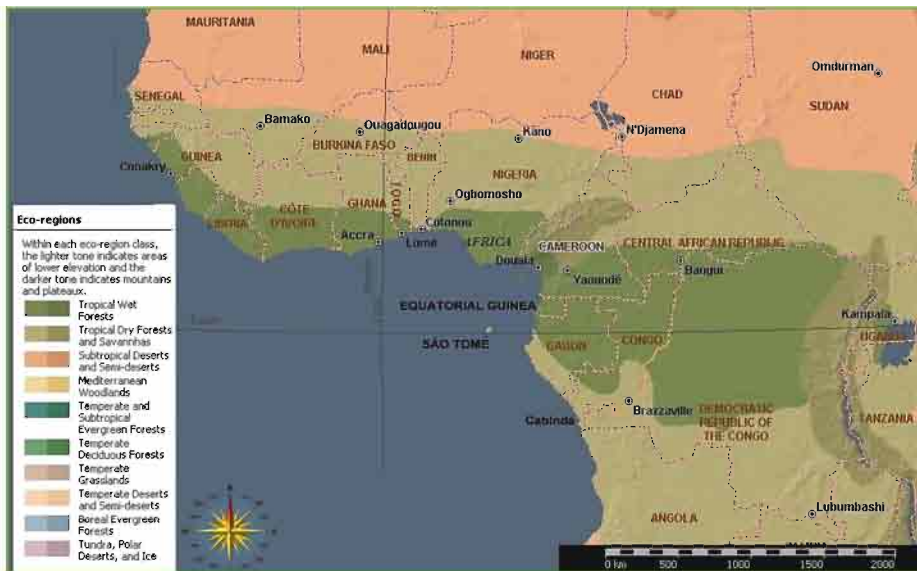 MAURITANIA
MALI
NIGER
CHAD
Omdurman
SUDAN
SENEGAL
Bamako
Ouagadougou
BURKINA FASO
Kano
N'Djamena
GUINEA
BENIN
NIGERIA
Conakry
Ogbomosho
GHANA
TOGO
CÔTE
D'IVOIRE
LIBERIA
Cotonou
Accra
Lomé
AFRICA
CAMEROON
CENTRAL AFRICAN REPUBLIC
Douala
Yaoundé
Bangui
EQUATORIAL GUINEA
Kampala
UGANDA
SÃO TOMÉ
GABON
CONGO
Cabinda
Brazzaville
DEMOCRATIC
REPUBLIC OF
THE CONGO
TANZANIA
Lubumbashi
ANGOLA
Eco-regions
Within each eco-region class,
the lighter tone indicates areas
of lower elevation and the
darker tone indicates mountains
and plateaux.
Tropical Wet
Forests
Tropical Dry Forests
and Savannhas
Subtropical Deserts
and Semi-deserts
Mediterranean
Woodlands
Temperate and
Subtropical
Evergreen Forests
Temperate
Deciduous Forests
Temperate
Grasslands
Temperate Deserts
and Semi-deserts
Boreal Evergreen
Forests
Tundra, Polar
Deserts, and Ice
0 km 500 1000 1500 2000